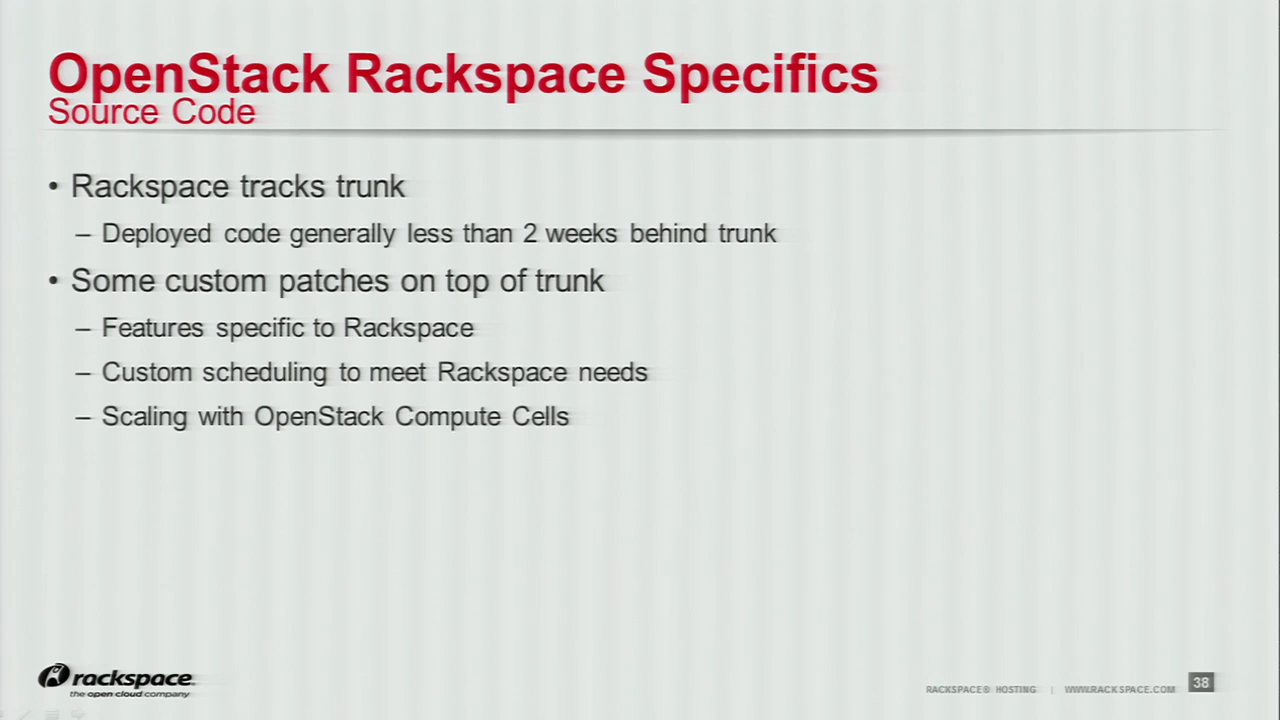 OpenStack Rackspace Specifics
Source Code
• Rackspace tracks trunk
– Deployed code generally less than 2 weeks behind trunk
• Some custom patches on top of trunk
– Features specific to Rackspace
– Custom scheduling to meet Rackspace needs
– Scaling with OpenStack Compute Cells
rackspace.
the open cloud company
RACKSPACE® HOSTING | WWW.RACKSPACE.COM 38